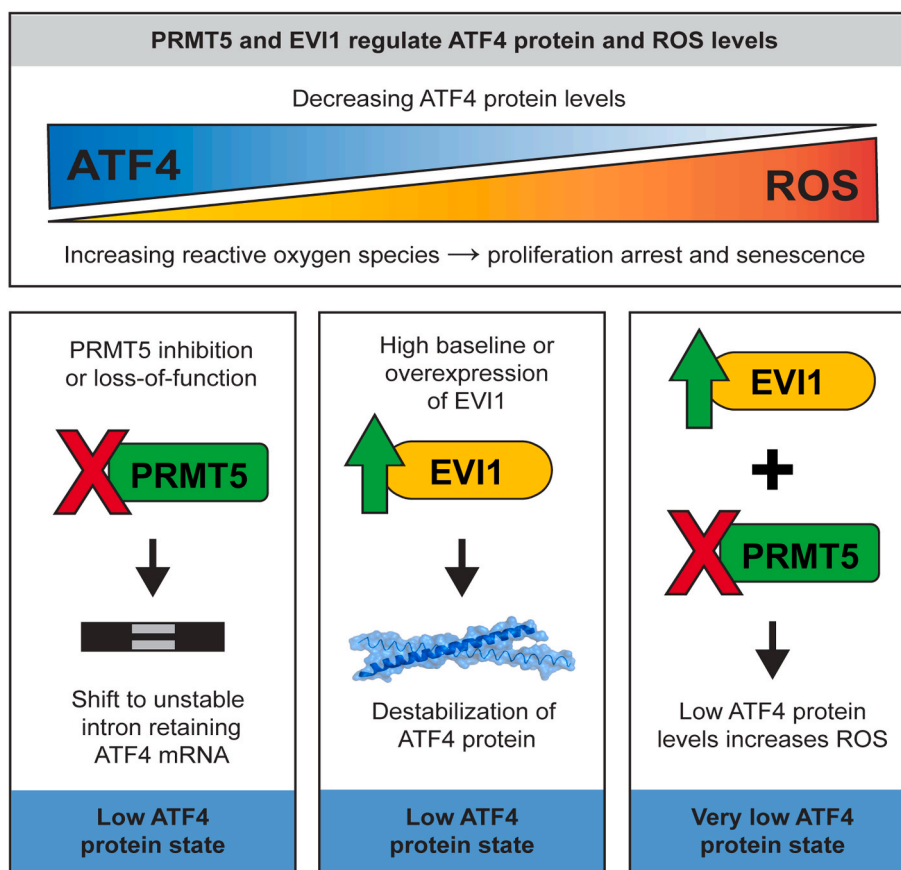 PRMT5 and EVI1 regulate ATF4 protein and ROS levels
Decreasing ATF4 protein levels
ATF4
ROS
Increasing reactive oxygen species → proliferation arrest and senescence
PRMT5 inhibition
or loss-of-function
X PRMT5
Shift to unstable
intron retaining
ATF4 mRNA
Low ATF4
protein state
High baseline or
overexpression
of EVI1
EVI1
Destabilization of
ATF4 protein
Low ATF4
protein state
EVI1
+
X PRMT5
Low ATF4 protein
levels increases ROS
Very low ATF4
protein state